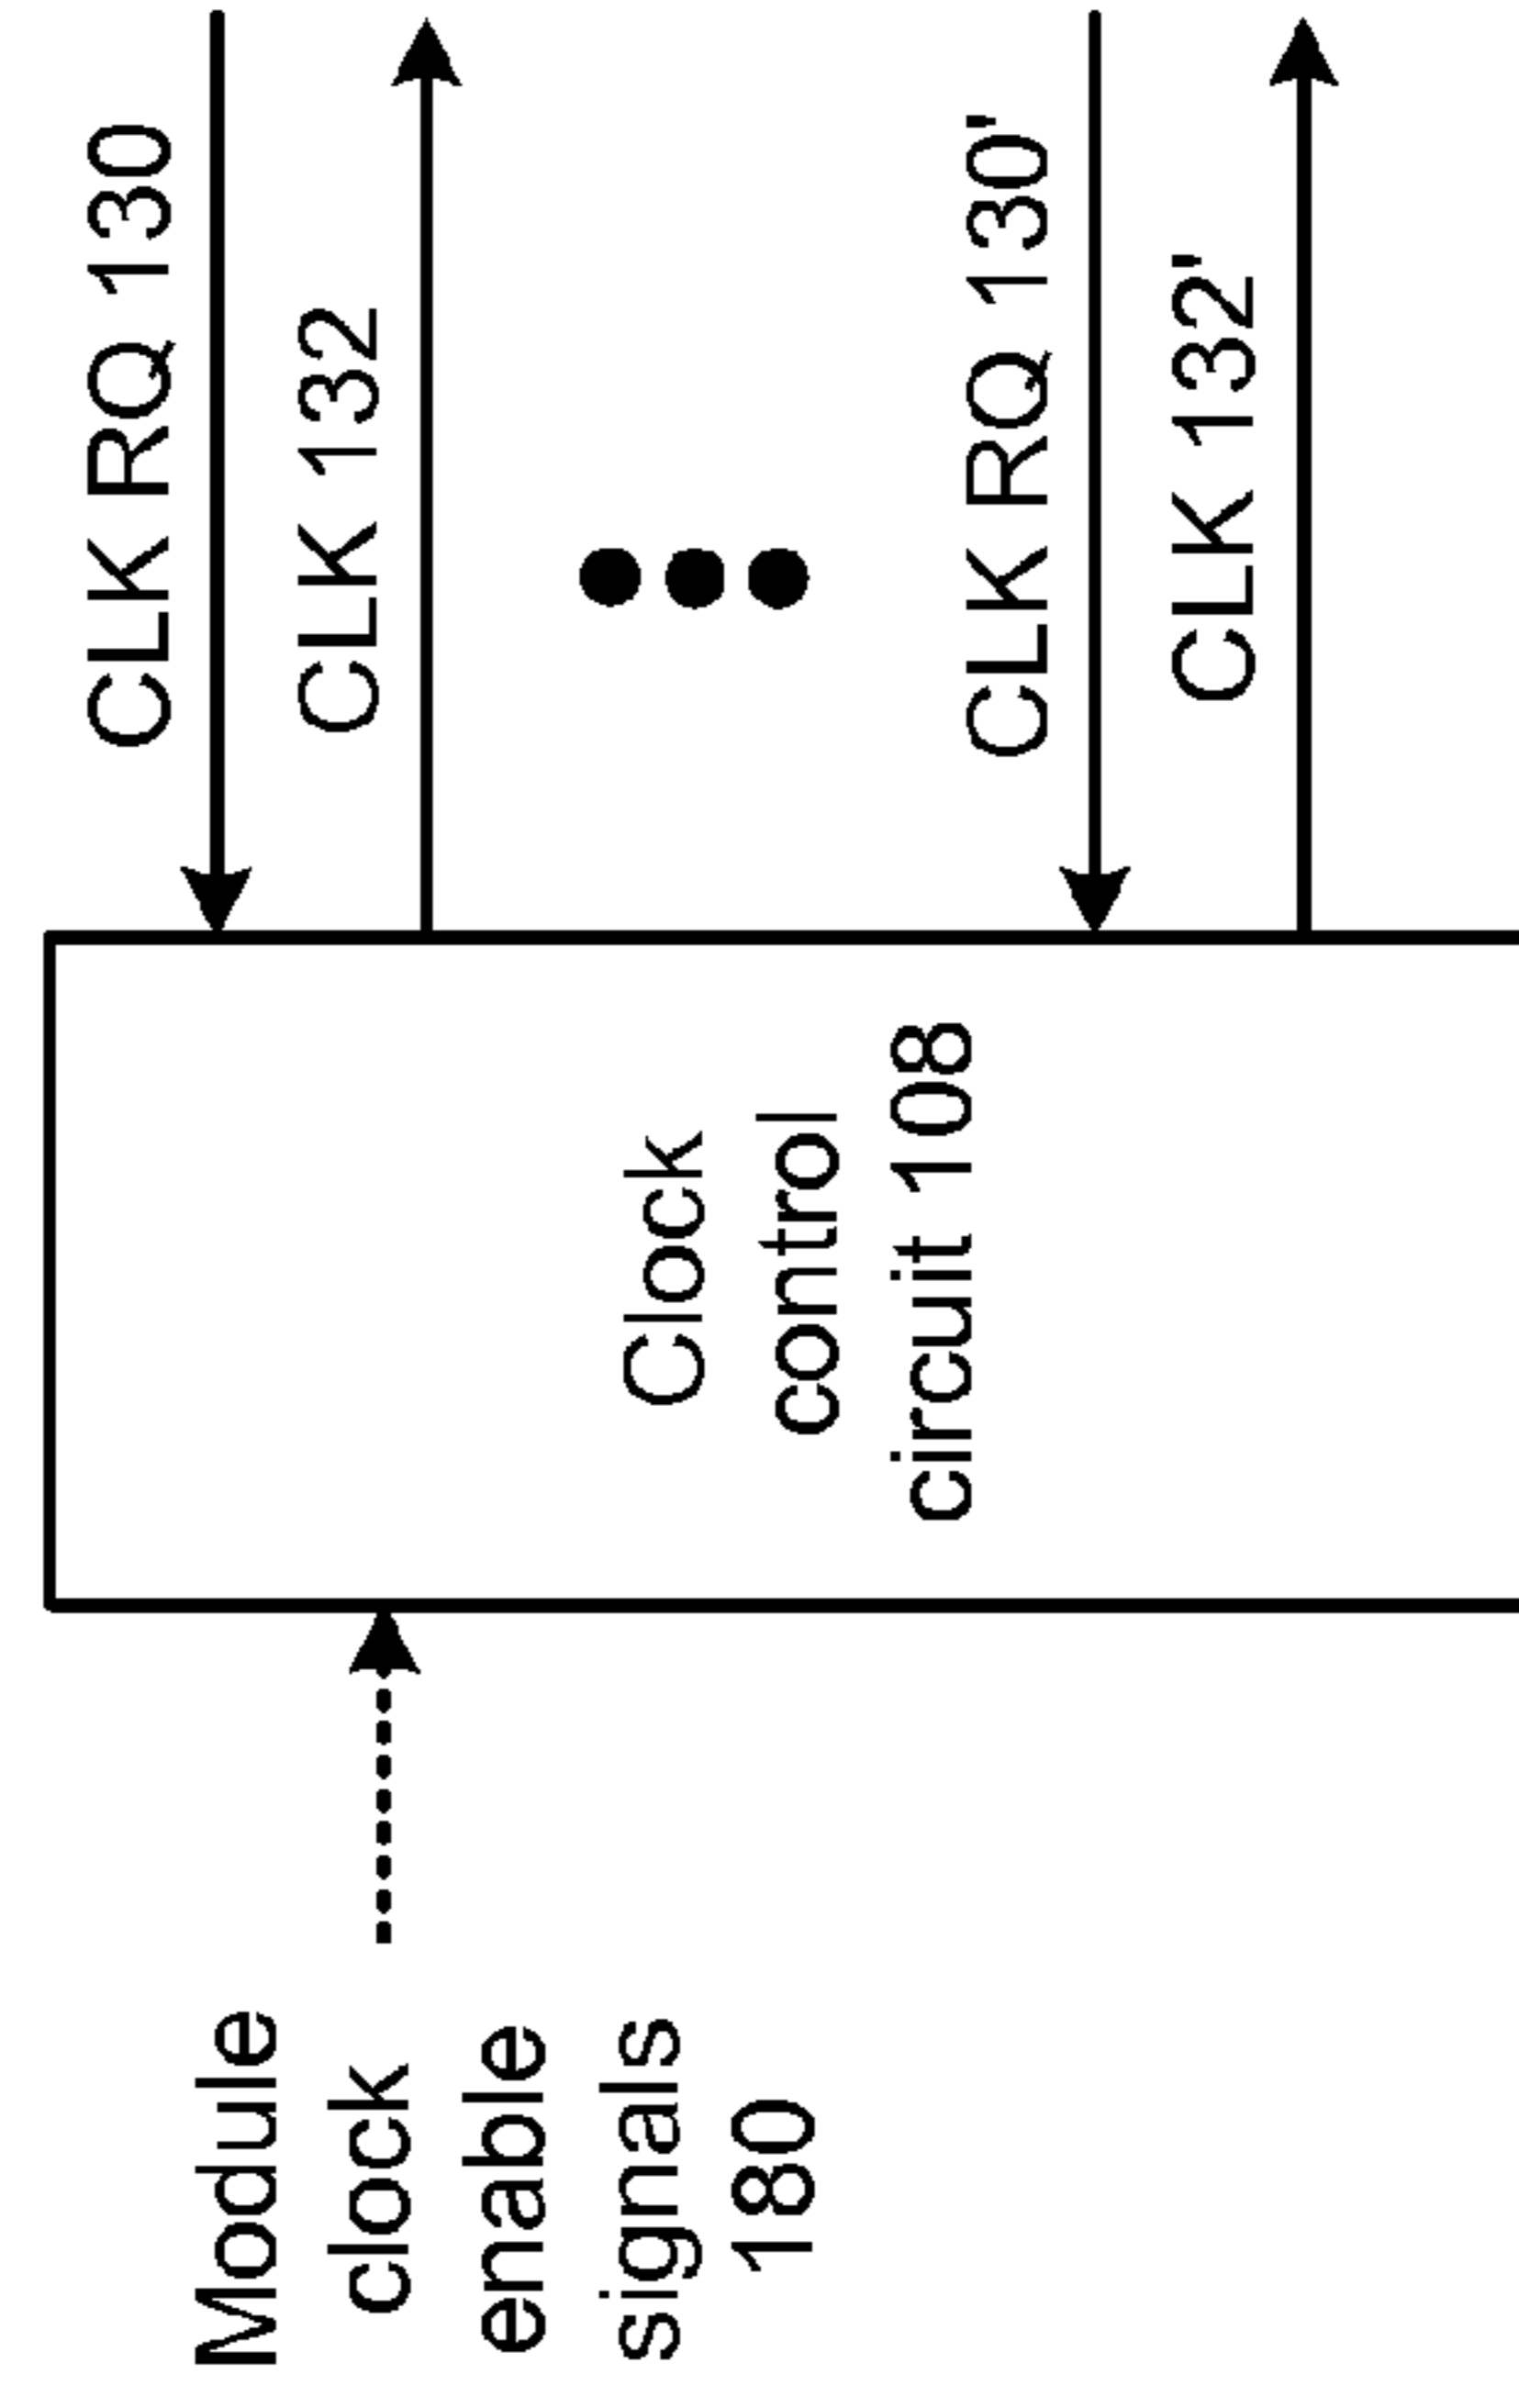 CLK RQ 130
CLK 132
CLK RQ 130'
CLK 132'
Clock
control
circuit 108
Module
clock
enable
signals
180